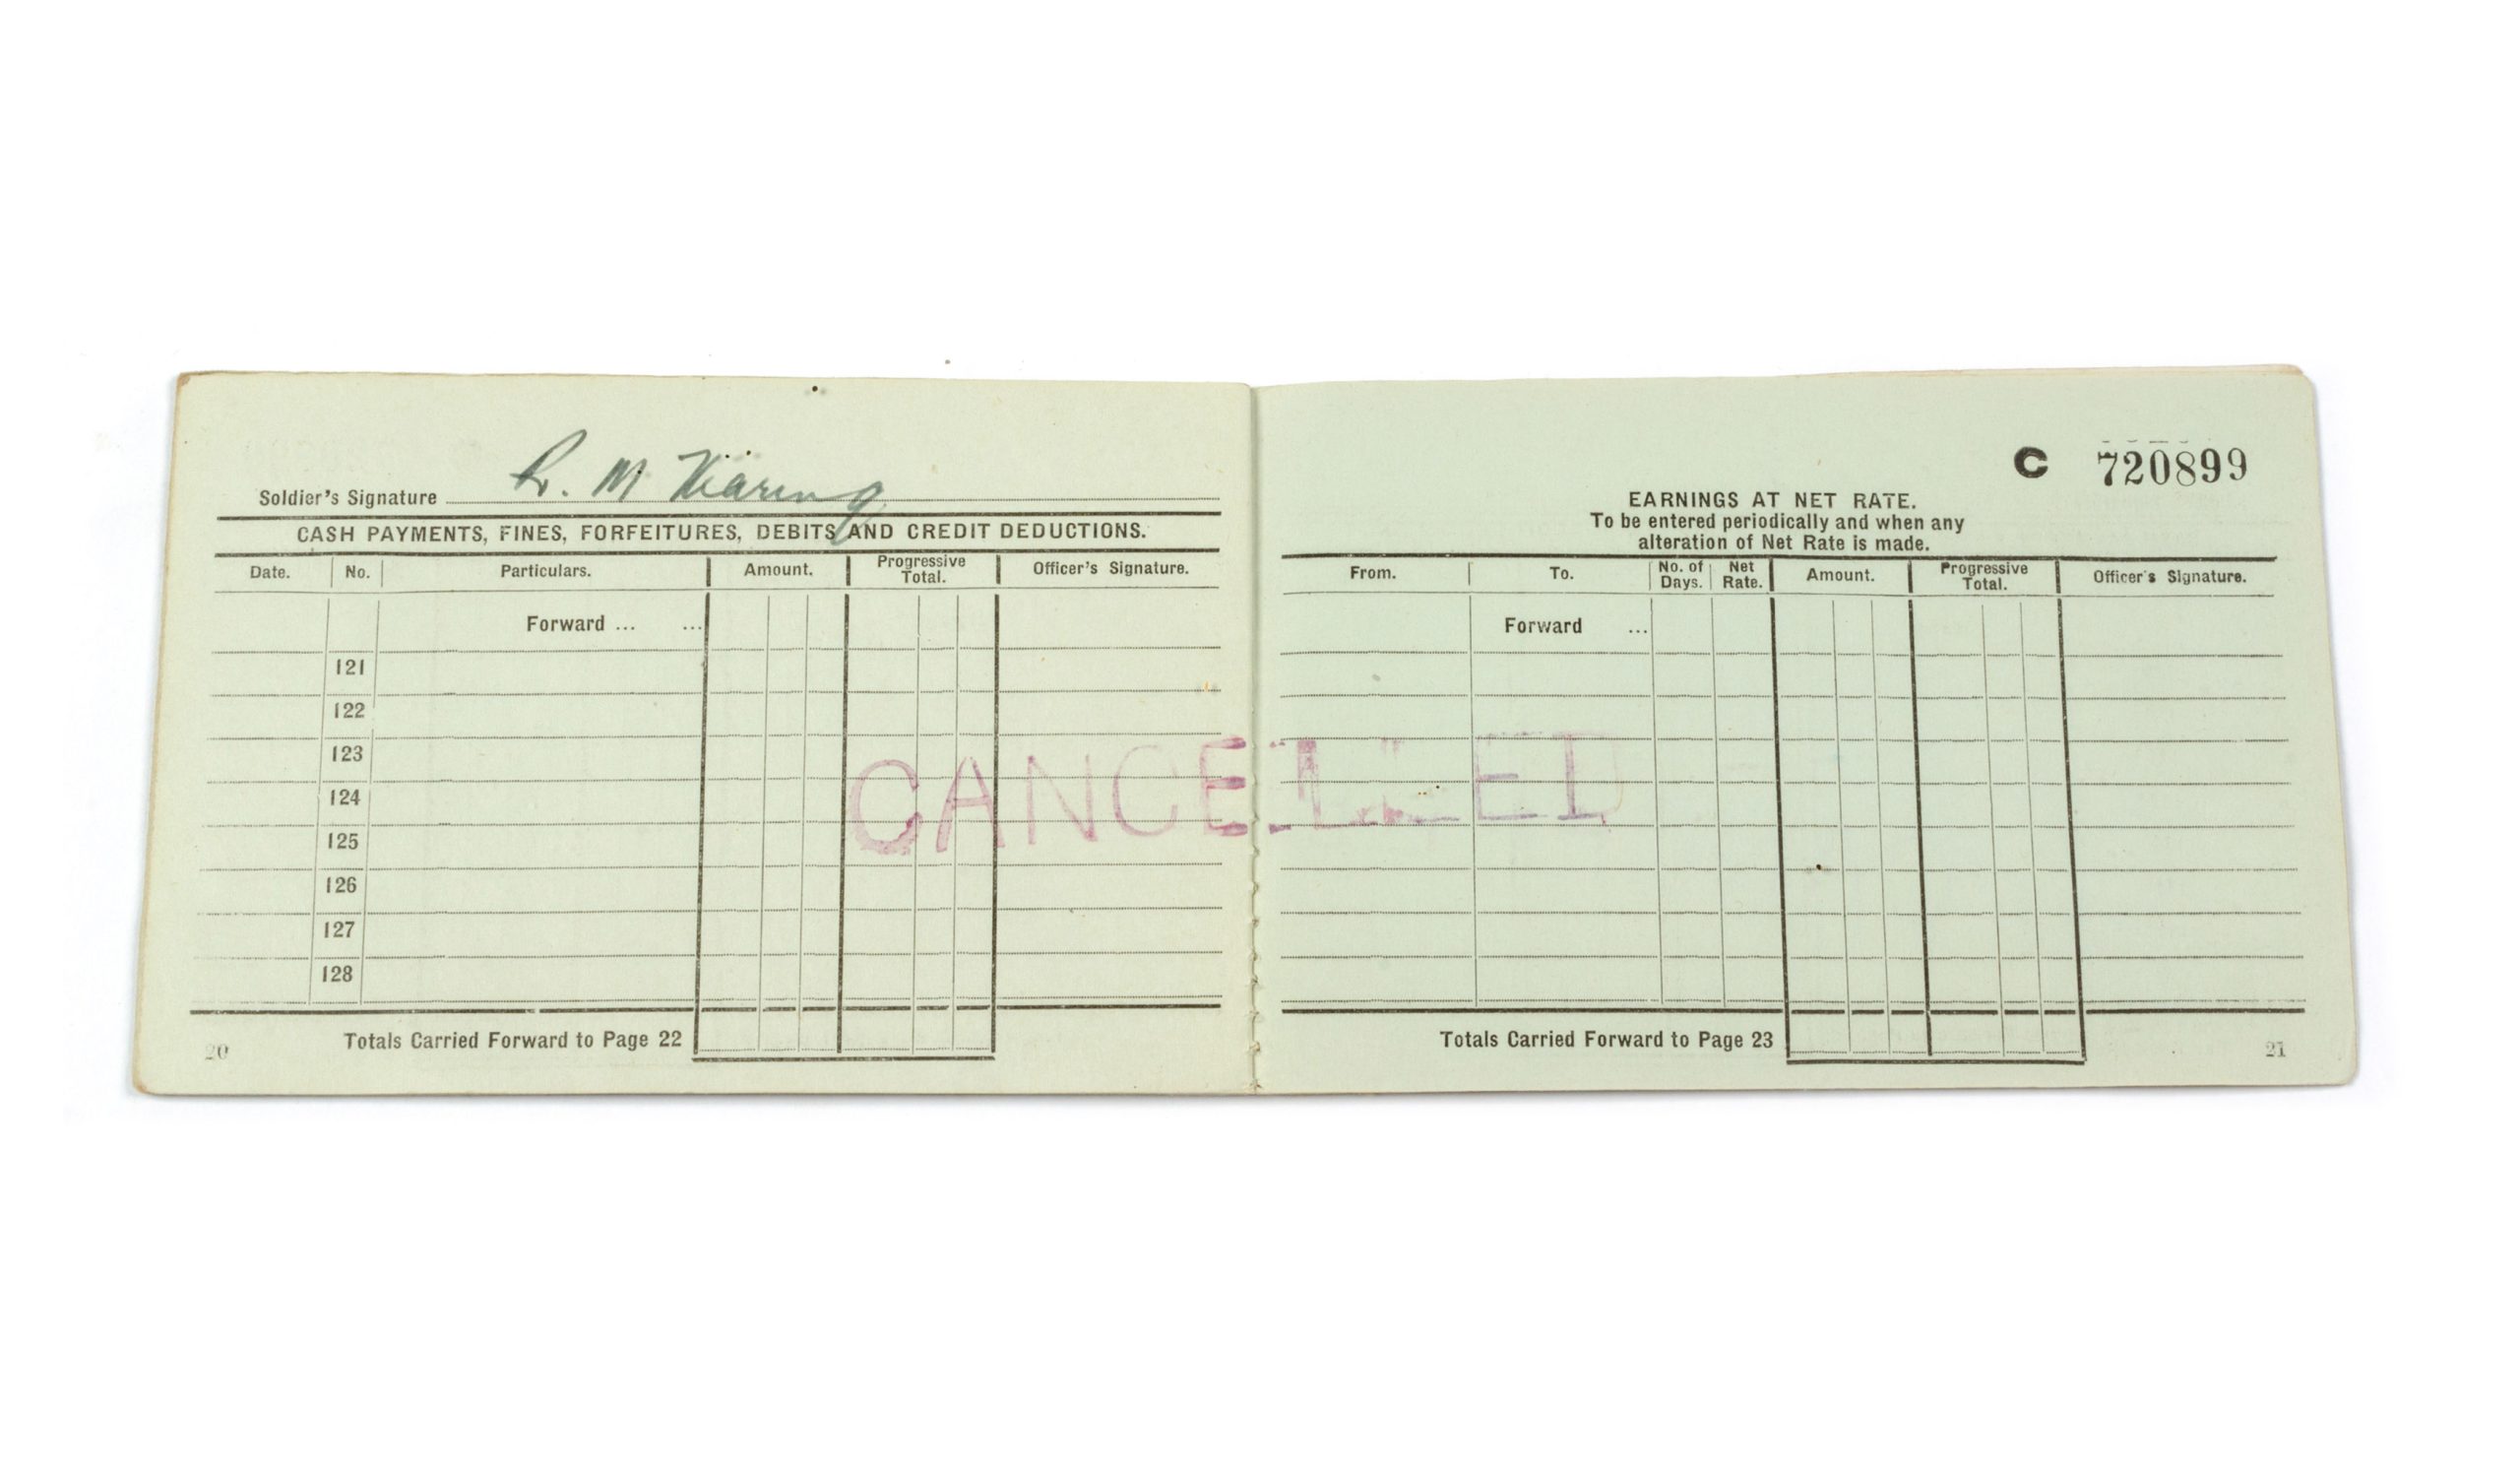 Soldier's Signature R. M Waring
CASH PAYMENTS, FINES, FORFEITURES, DEBITS AND CREDIT DEDUCTIONS.
Date. No. Particulars. Amount. Progressive Total. Officer's Signature.
Forward ... ...
121
122
123
124
125
126
127
128
Totals Carried Forward to Page 22
20
CANCELLED
C 720899
EARNINGS AT NET RATE.
To be entered periodically and when any
alteration of Net Rate is made.
From. To. No. of Days. Net Rate. Amount. Progressive Total. Officer's Signature.
Forward ...
Totals Carried Forward to Page 23
21